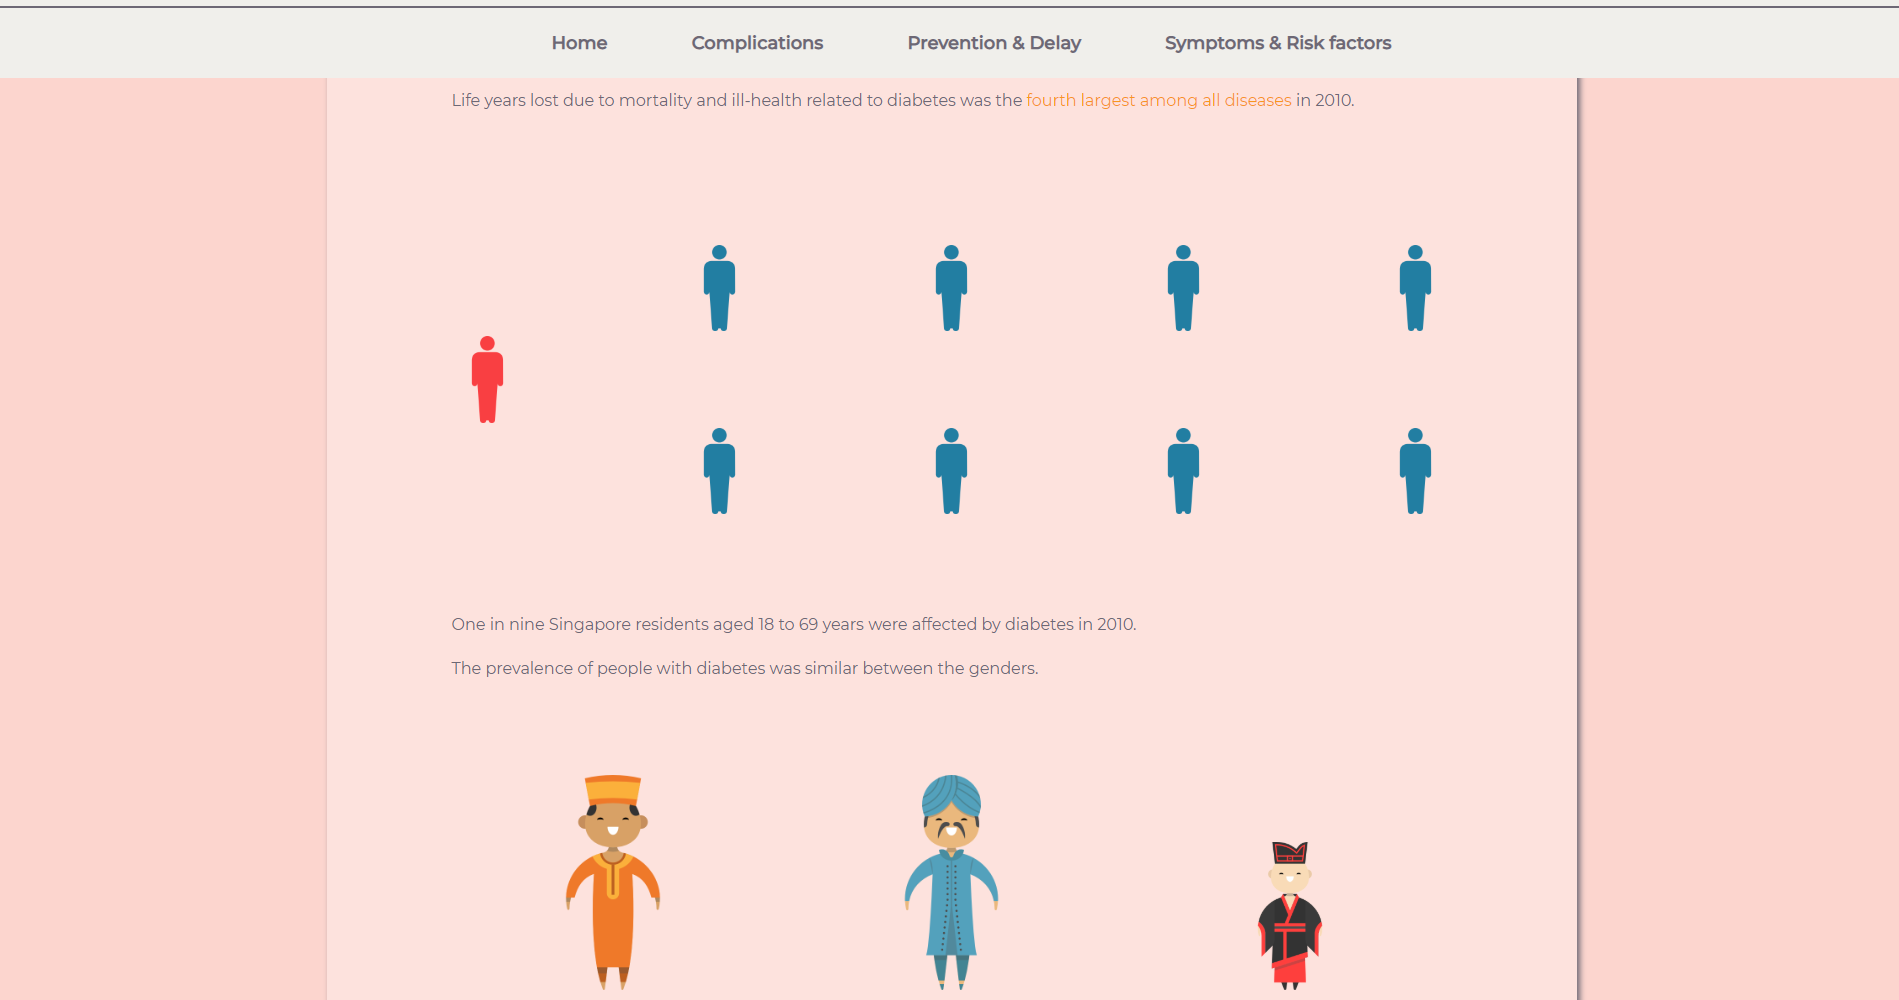 Home Complications Prevention & Delay Symptoms & Risk factors
Life years lost due to mortality and ill-health related to diabetes was the fourth largest among all diseases in 2010.
One in nine Singapore residents aged 18 to 69 years were affected by diabetes in 2010.
The prevalence of people with diabetes was similar between the genders.